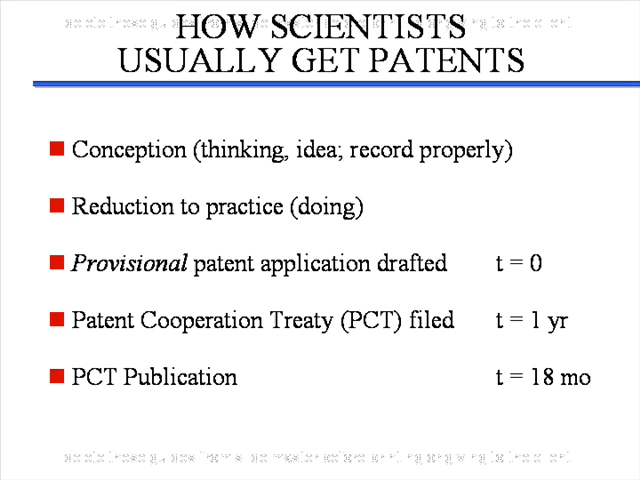 HOW SCIENTISTS
USUALLY GET PATENTS
Conception (thinking, idea; record properly)
Reduction to practice (doing)
Provisional patent application drafted t = 0
Patent Cooperation Treaty (PCT) filed t = 1 yr
PCT Publication t = 18 mo